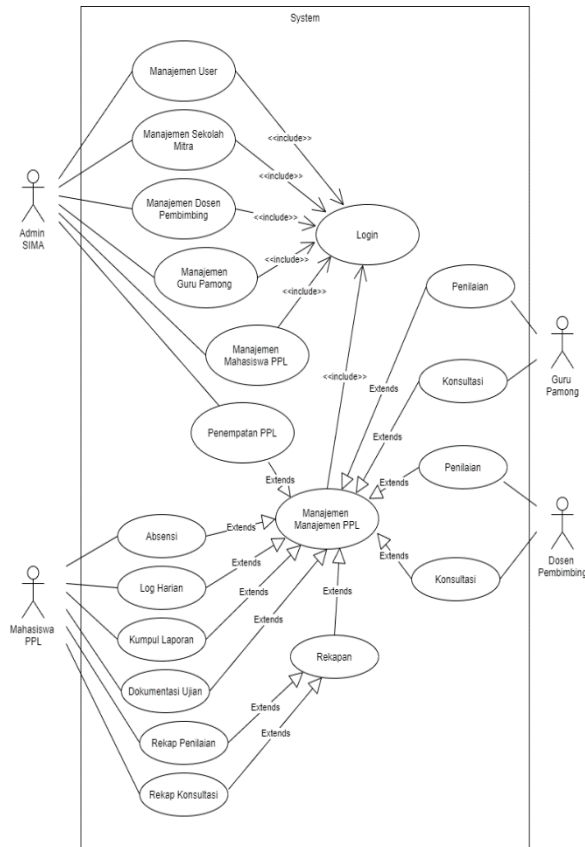 System
Manajemen User
<<include>>
Manajemen Sekolah
Mitra
<<include>>
Admin
SIMA
Manajemen Dosen
Pembimbing
<<include>>
Login
Manajemen
Guru Pamong
<<include>>
Manajemen
Mahasiswa PPL
<<include>>
Penilaian
Guru
Pamong
<<include>>
Extends
Konsultasi
Penempatan PPL
Extends
Extends
Penilaian
Extends
Manajemen
Manajemen PPL
Dosen
Pembimbing
Absensi
Extends
Extends
Konsultasi
Mahasiswa
PPL
Log Harian
Extends
Kumpul Laporan
Extends
Extends
Extends
Rekapan
Dokumentasi Ujian
Rekap Penilaian
Extends
Extends
Rekap Konsultasi